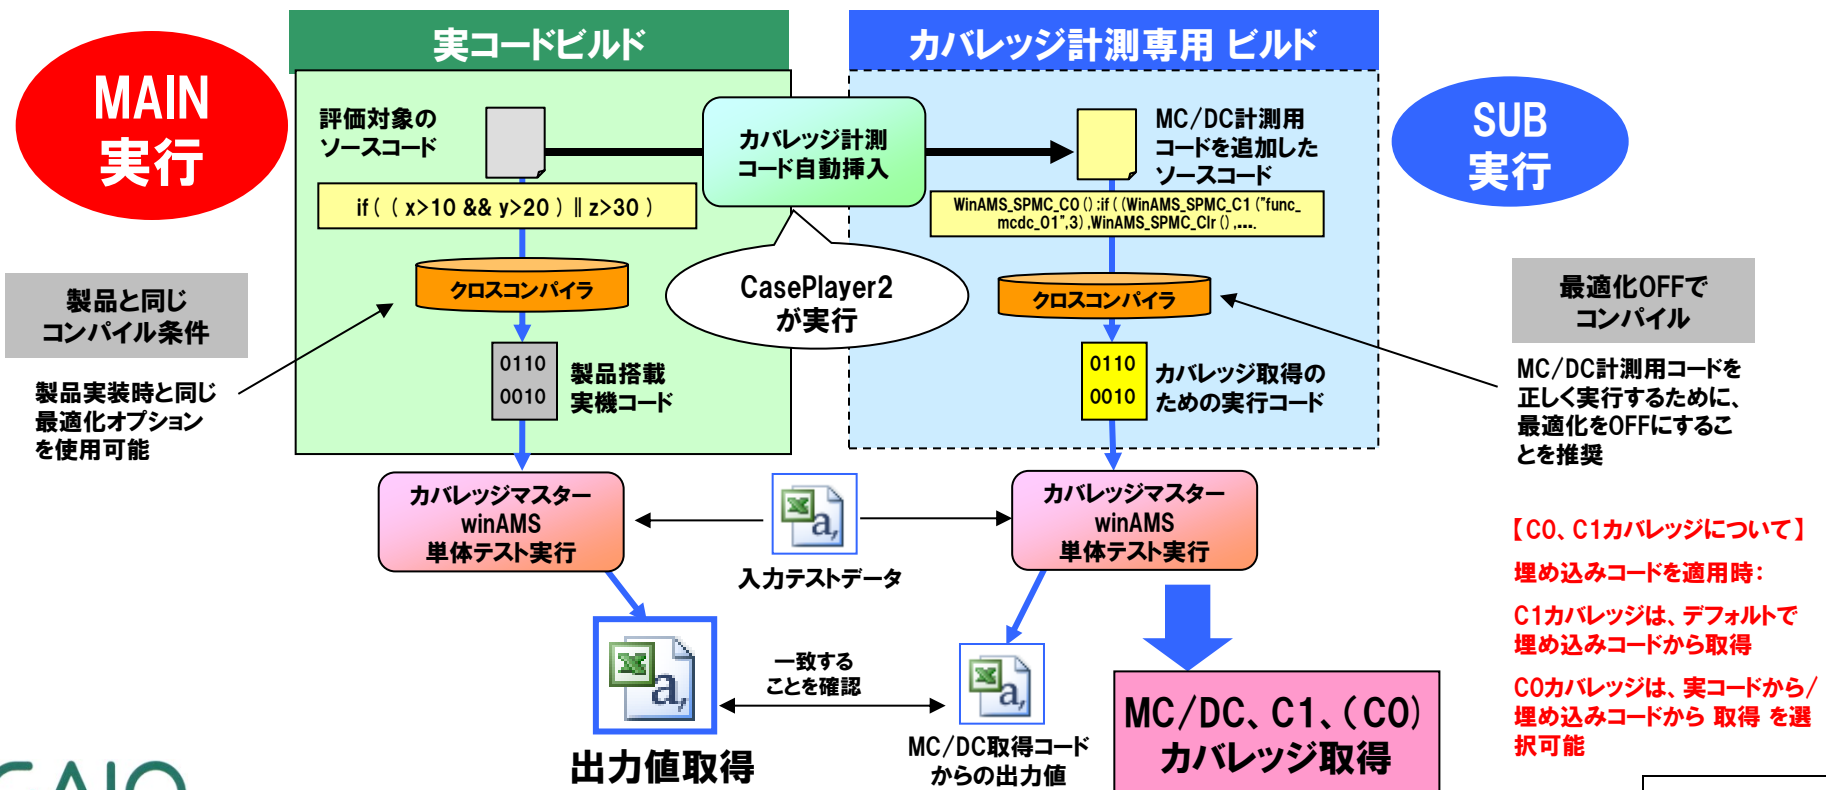 実コードビルド
カバレッジ計測専用 ビルド
MAIN
実行
SUB
実行
評価対象の
ソースコード
カバレッジ計測
コード自動挿入
MC/DC計測用
コードを追加した
ソースコード
if ( ( x>10 && y>20 ) || z>30 )
WinAMS_SPMC_C0 ();if ( (WinAMS_SPMC_C1 ("func_
mcdc_01",3) ,WinAMS_SPMC_Clr () ,....
クロスコンパイラ
CasePlayer2
が実行
クロスコンパイラ
製品と同じ
コンパイル条件
最適化OFFで
コンパイル
製品実装時と同じ
最適化オプション
を使用可能
0110
0010
製品搭載
実機コード
0110
0010
カバレッジ取得の
ための実行コード
MC/DC計測用コードを
正しく実行するために、
最適化をOFFにするこ
とを推奨
カバレッジマスター
winAMS
単体テスト実行
a,
入力テストデータ
カバレッジマスター
winAMS
単体テスト実行
【C0、C1カバレッジについて】
埋め込みコードを適用時：
C1カバレッジは、デフォルトで
埋め込みコードから取得
C0カバレッジは、実コードから/
埋め込みコードから 取得 を選
択可能
a,
一致する
ことを確認
a,
出力値取得
MC/DC取得コード
からの出力値
MC/DC、C1、（C0）
カバレッジ取得
GAIO